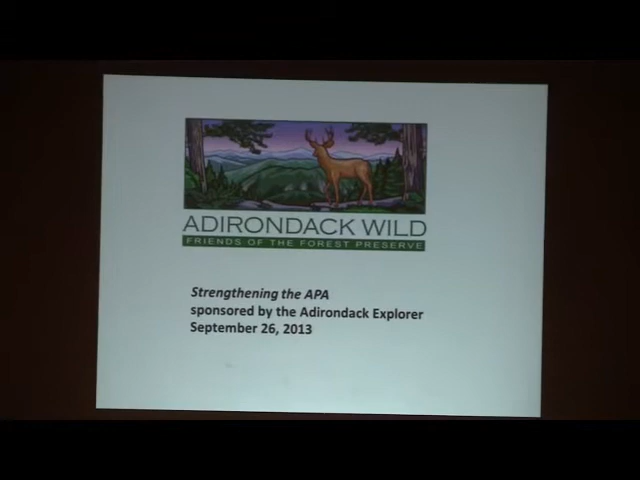 ADIRONDACK WILD
FRIENDS OF THE FOREST PRESERVE
Strengthening the APA
sponsored by the Adirondack Explorer
September 26, 2013